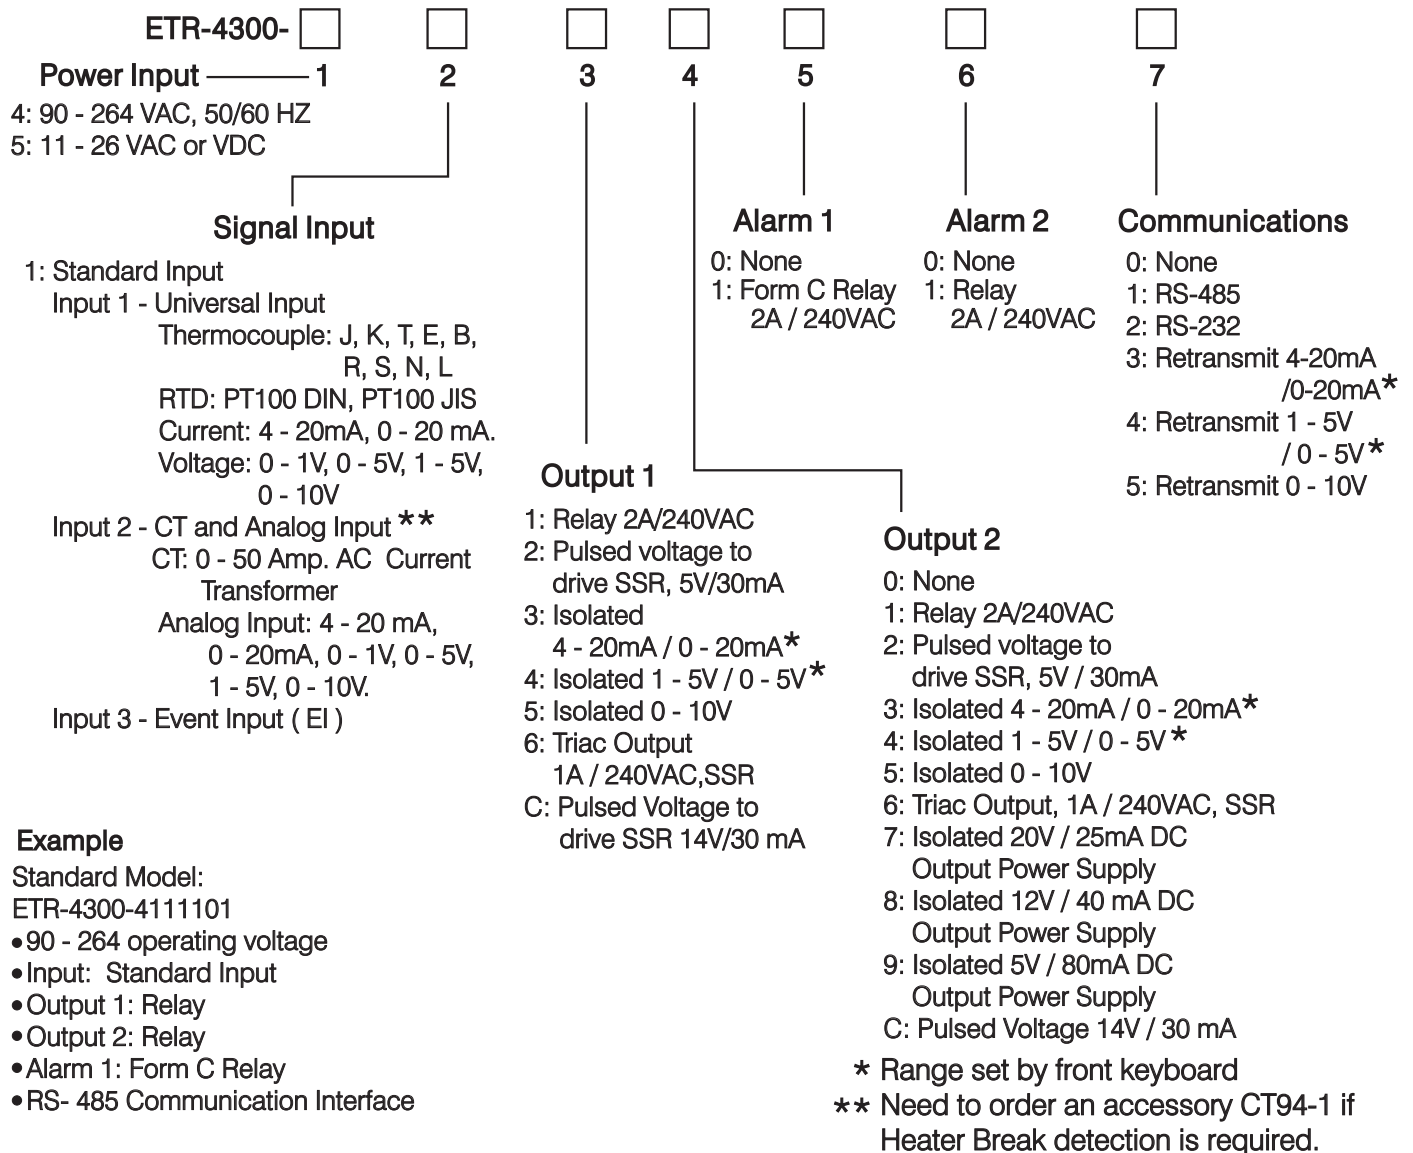 ETR-4300-
Power Input 1 2 3 4 5 6 7
4: 90 - 264 VAC, 50/60 HZ
5: 11 - 26 VAC or VDC
Signal Input
1: Standard Input
Input 1 - Universal Input
Thermocouple: J, K, T, E, B,
R, S, N, L
RTD: PT100 DIN, PT100 JIS
Current: 4 - 20mA, 0 - 20 mA.
Voltage: 0 - 1V, 0 - 5V, 1 - 5V,
0 - 10V
Input 2 - CT and Analog Input **
CT: 0 - 50 Amp. AC Current
Transformer
Analog Input: 4 - 20 mA,
0 - 20mA, 0 - 1V, 0 - 5V,
1 - 5V, 0 - 10V.
Input 3 - Event Input ( EI )
Output 1
1: Relay 2A/240VAC
2: Pulsed voltage to
drive SSR, 5V/30mA
3: Isolated
4 - 20mA / 0 - 20mA*
4: Isolated 1 - 5V / 0 - 5V*
5: Isolated 0 - 10V
6: Triac Output
1A / 240VAC,SSR
C: Pulsed Voltage to
drive SSR 14V/30 mA
Output 2
0: None
1: Relay 2A/240VAC
2: Pulsed voltage to
drive SSR, 5V / 30mA
3: Isolated 4 - 20mA / 0 - 20mA*
4: Isolated 1 - 5V / 0 - 5V*
5: Isolated 0 - 10V
6: Triac Output, 1A / 240VAC, SSR
7: Isolated 20V / 25mA DC
Output Power Supply
8: Isolated 12V / 40 mA DC
Output Power Supply
9: Isolated 5V / 80mA DC
Output Power Supply
C: Pulsed Voltage 14V / 30 mA
Alarm 1
0: None
1: Form C Relay
2A / 240VAC
Alarm 2
0: None
1: Relay
2A / 240VAC
Communications
0: None
1: RS-485
2: RS-232
3: Retransmit 4-20mA
/0-20mA*
4: Retransmit 1 - 5V
/ 0 - 5V*
5: Retransmit 0 - 10V
Example
Standard Model:
ETR-4300-4111101
•90 - 264 operating voltage
•Input: Standard Input
•Output 1: Relay
•Output 2: Relay
•Alarm 1: Form C Relay
•RS- 485 Communication Interface
* Range set by front keyboard
** Need to order an accessory CT94-1 if
Heater Break detection is required.